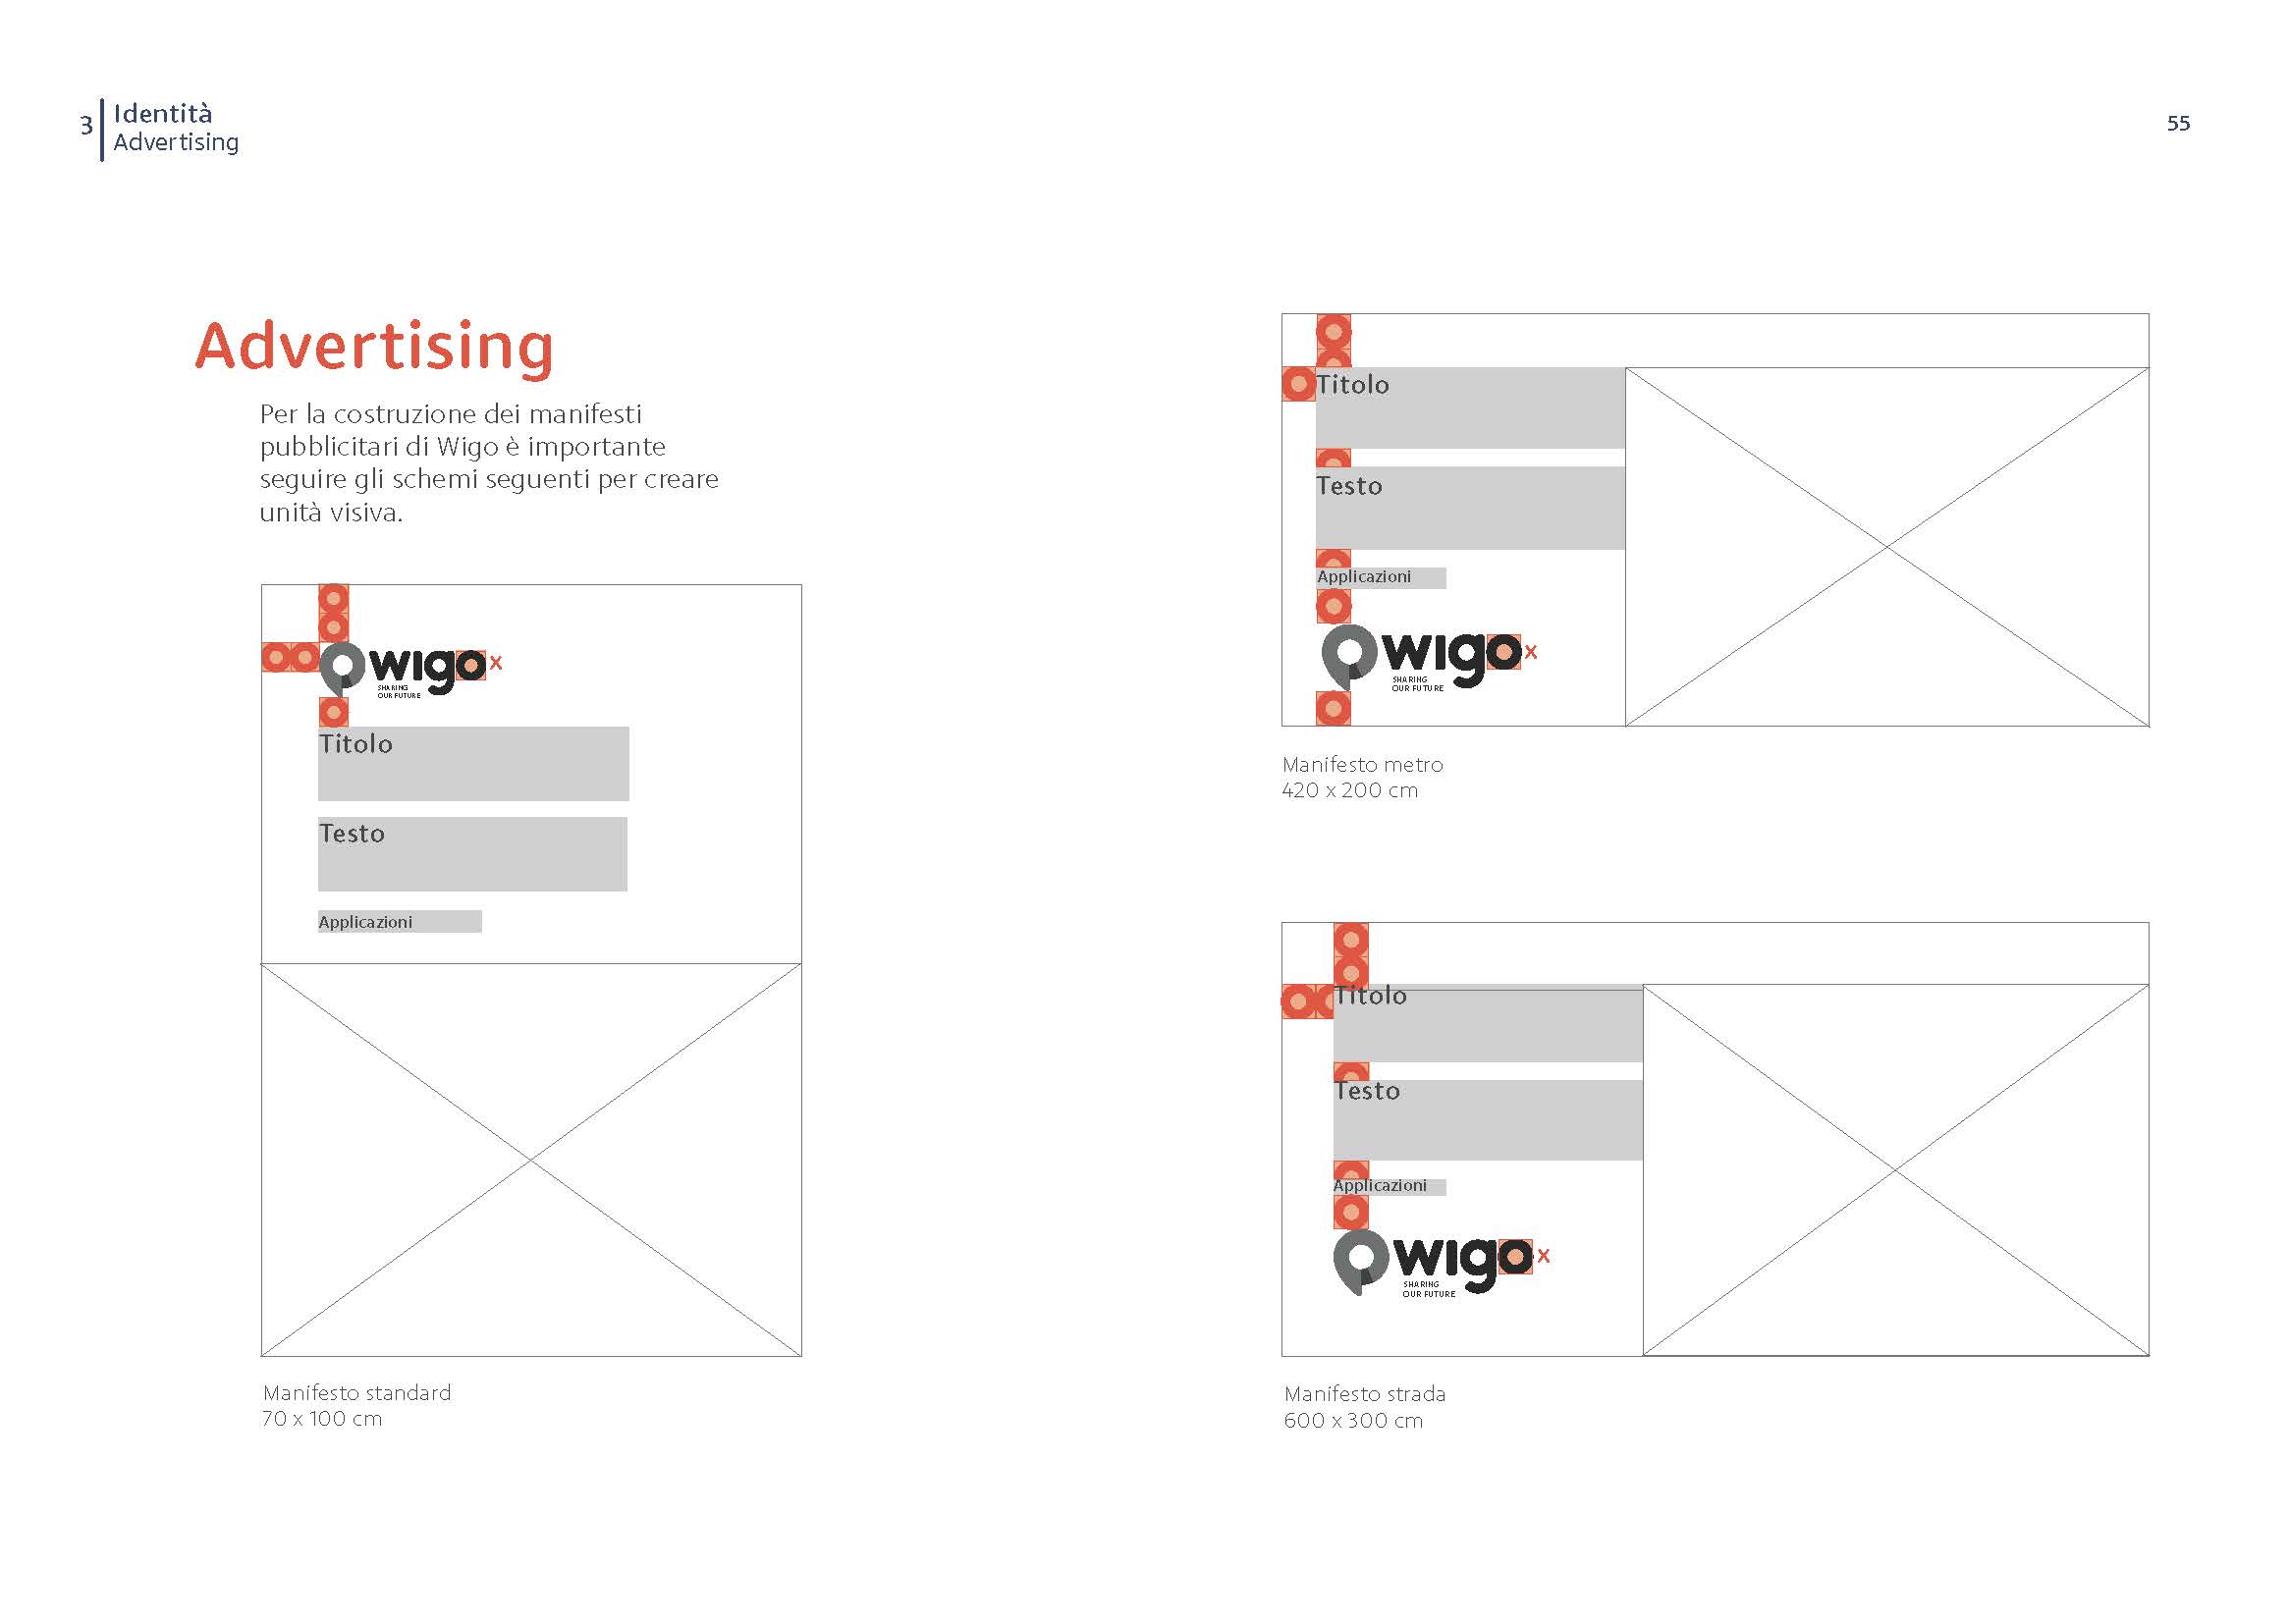 3
Identità
Advertising
55
Advertising
Per la costruzione dei manifesti
pubblicitari di Wigo è importante
seguire gli schemi seguenti per creare
unità visiva.
wigo x
SHARING
OUR FUTURE
Titolo
Testo
Applicazioni
Manifesto standard
70 x 100 cm
Titolo
Testo
Applicazioni
wigo x
SHARING
OUR FUTURE
Manifesto metro
420 x 200 cm
Titolo
Testo
Applicazioni
wigo x
SHARING
OUR FUTURE
Manifesto strada
600 x 300 cm